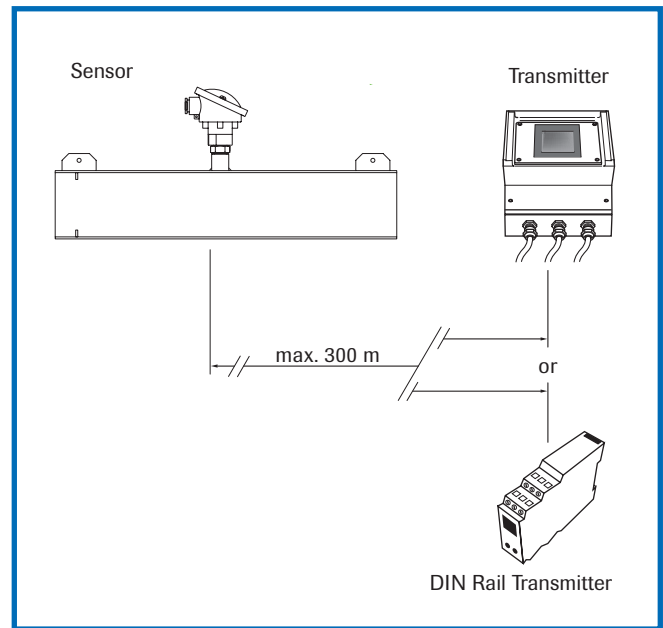 Sensor
Transmitter
max. 300 m
or
DIN Rail Transmitter